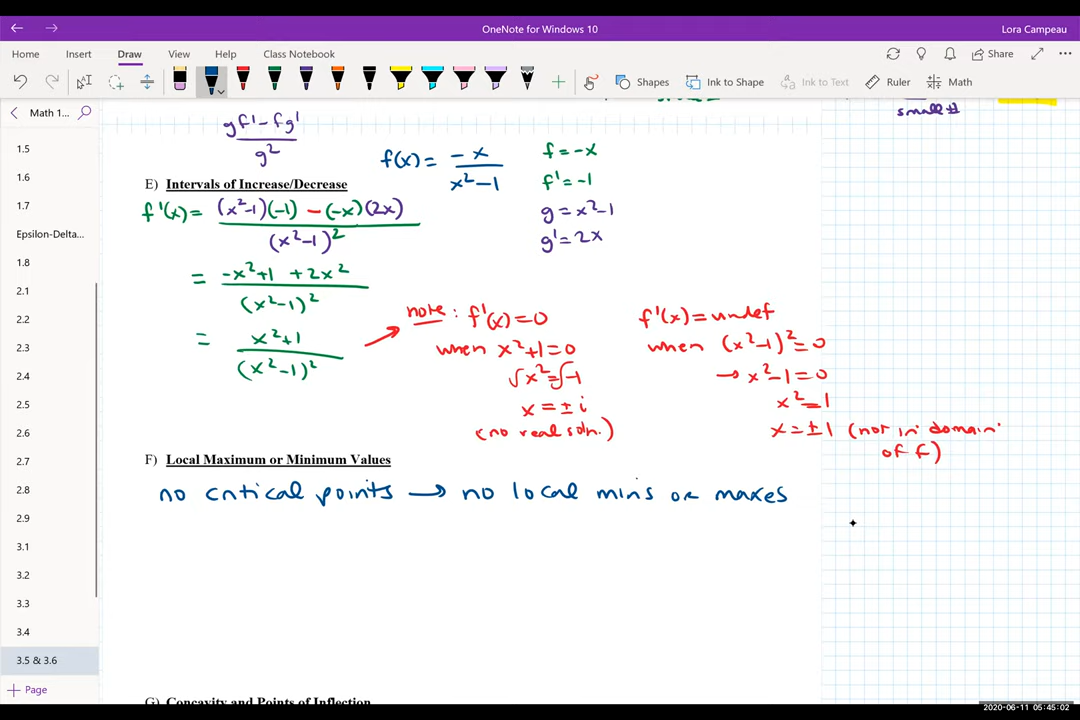 OneNote for Windows 10
Lora Campeau
Home Insert Draw View Help Class Notebook
Share
Shapes Ink to Shape Ink to Text Ruler Math
Math 1...
1.5
1.6
1.7
Epsilon-Delta...
1.8
2.1
2.2
2.3
2.4
2.5
2.6
2.7
2.8
2.9
3.1
3.2
3.3
3.4
3.5 & 3.6
Page
small #
gf' - fg'
g²
f(x) = -x
x² - 1
f = -x
f' = -1
g = x² - 1
g' = 2x
E) Intervals of Increase/Decrease
f'(x) = (x²-1)(-1) - (-x)(2x)
(x²-1)²
= -x²+1 +2x²
(x²-1)²
= x²+1
(x²-1)²
note: f'(x) = 0
when x²+1 = 0
√x² = √-1
x = ± i
(no real soln.)
f'(x) = undef
when (x²-1)² = 0
→ x²-1 = 0
x² = 1
x = ±1 (not in domain
of f)
F) Local Maximum or Minimum Values
no critical points → no local mins or maxes
G) Concavity and Points of Inflection
2020-06-11 05:45:02